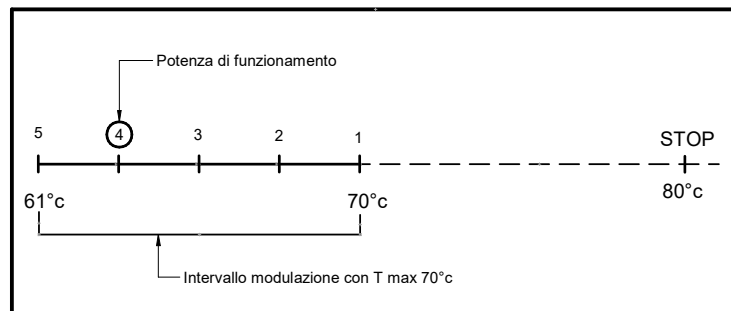 Potenza di funzionamento
5 4 3 2 1 STOP
61°c 70°c 80°c
Intervallo modulazione con T max 70°c